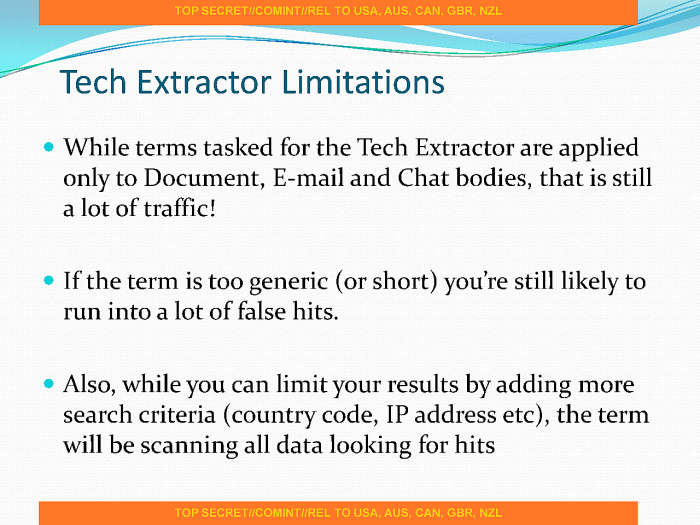 TOP SECRET//COMINT//REL TO USA, AUS, CAN, GBR, NZL
Tech Extractor Limitations
While terms tasked for the Tech Extractor are applied
only to Document, E-mail and Chat bodies, that is still
a lot of traffic!
If the term is too generic (or short) you’re still likely to
run into a lot of false hits.
Also, while you can limit your results by adding more
search criteria (country code, IP address etc), the term
will be scanning all data looking for hits
TOP SECRET//COMINT//REL TO USA, AUS, CAN, GBR, NZL